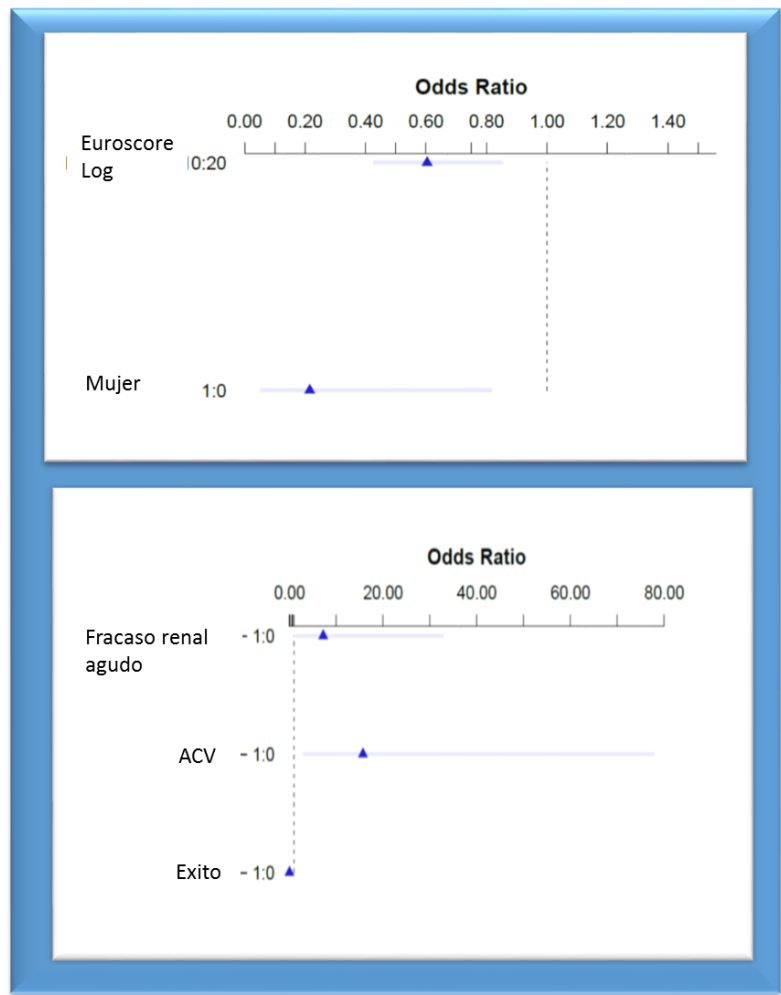 Odds Ratio
0.00 0.20 0.40 0.60 0.80 1.00 1.20 1.40
Euroscore
Log
0:20
Mujer
1:0
Odds Ratio
0.00 20.00 40.00 60.00 80.00
Fracaso renal
agudo
- 1:0
ACV - 1:0
Exito - 1:0